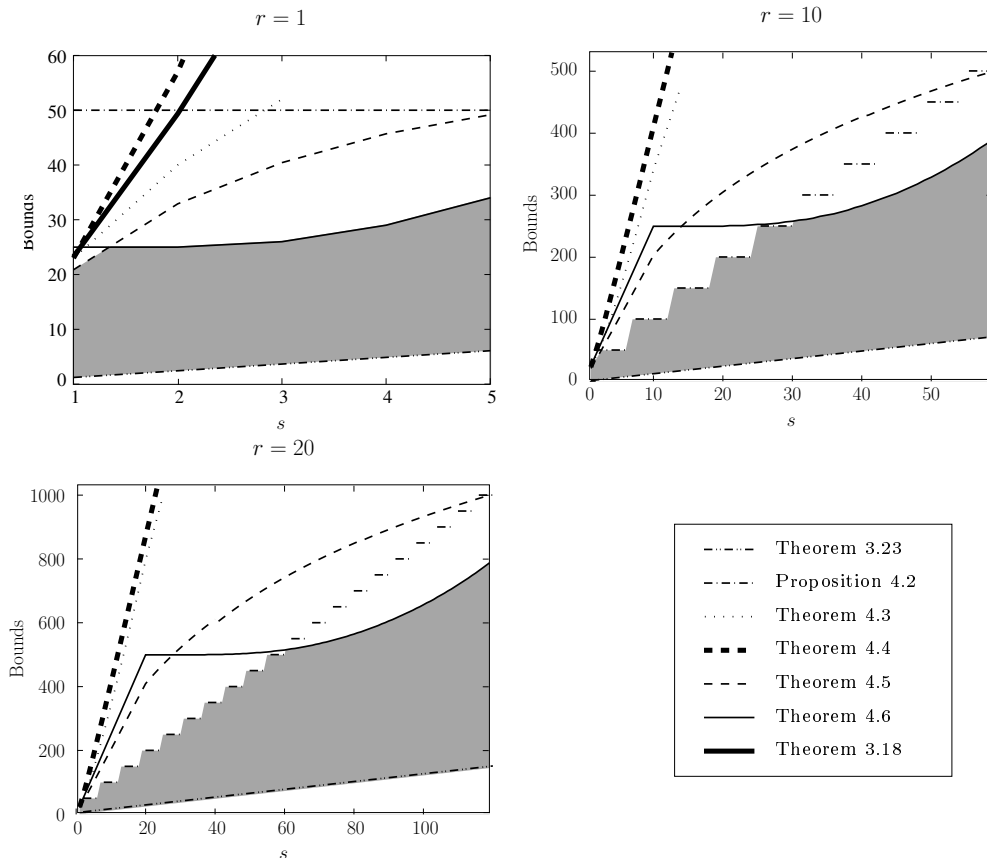 r = 1
60
50
40
30
20
10
0
Bounds
1 2 3 4 5
s
r = 10
500
400
300
200
100
0
Bounds
0 10 20 30 40 50
s
r = 20
1000
800
600
400
200
0
Bounds
0 20 40 60 80 100
s
Theorem 3.23
Proposition 4.2
Theorem 4.3
Theorem 4.4
Theorem 4.5
Theorem 4.6
Theorem 3.18